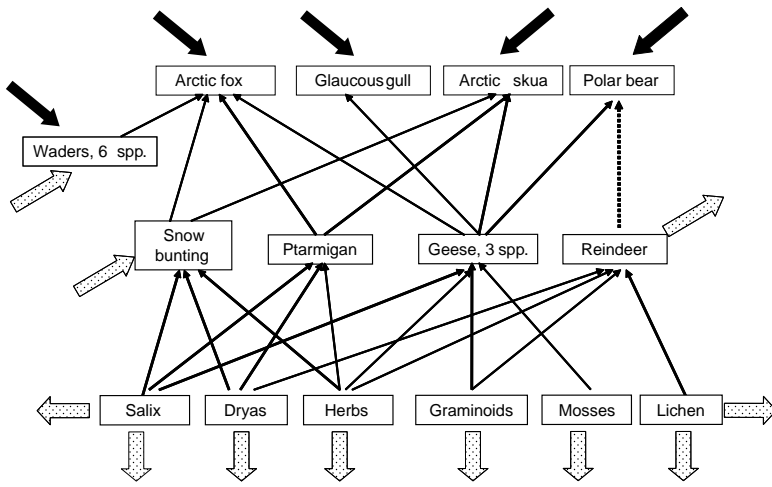 Arctic fox
Glaucous gull
Arctic skua
Polar bear
Waders, 6 spp.
Snow
bunting
Ptarmigan
Geese, 3 spp.
Reindeer
Salix
Dryas
Herbs
Graminoids
Mosses
Lichen